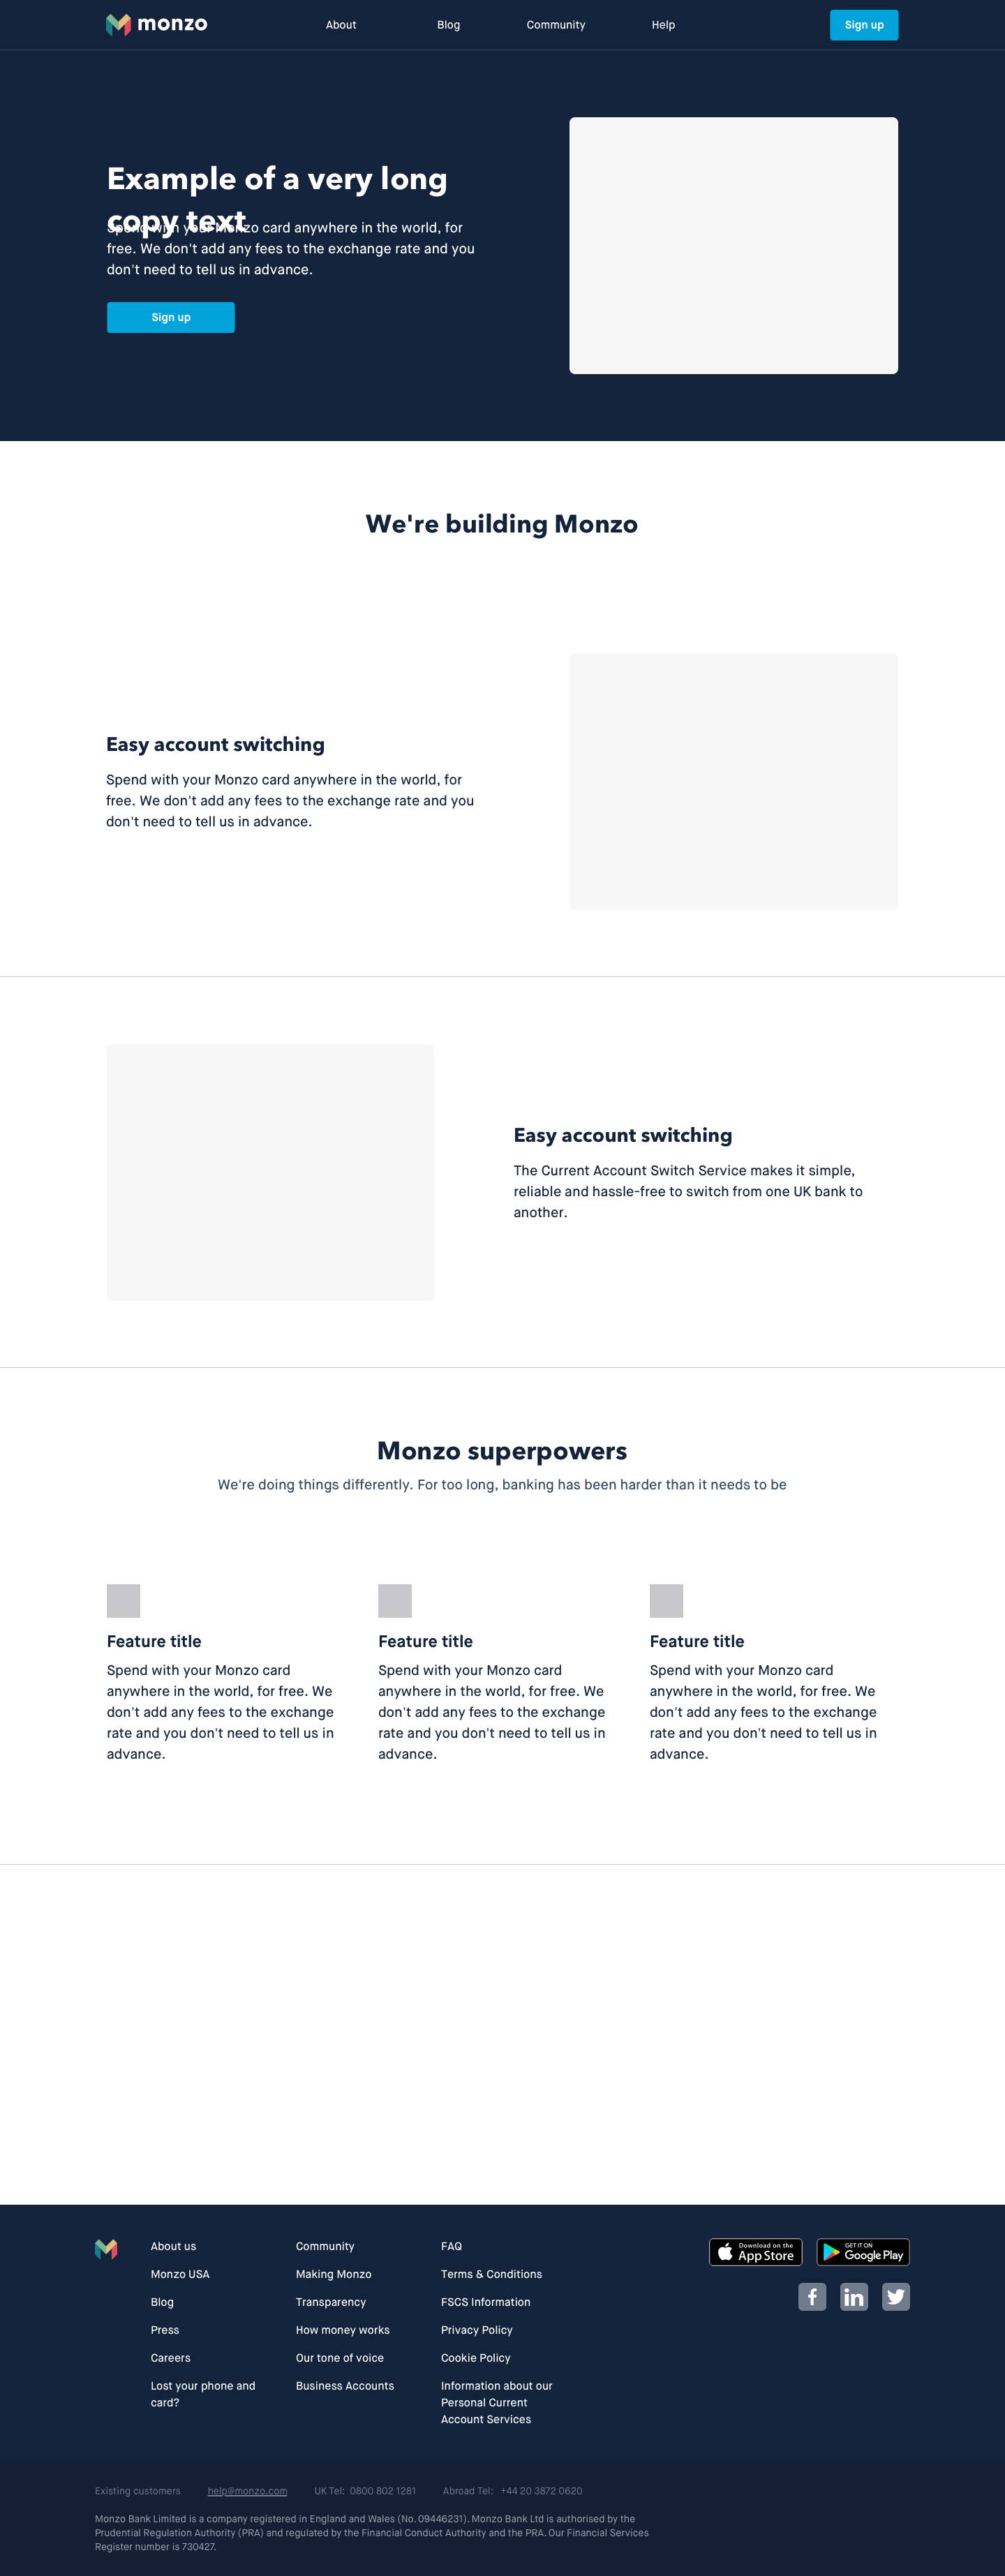 monzo
About
Blog
Community
Help
Sign up
Example of a very long
copy text
Spend with your Monzo card anywhere in the world, for
free. We don't add any fees to the exchange rate and you
don't need to tell us in advance.
Sign up
We're building Monzo
Easy account switching
Spend with your Monzo card anywhere in the world, for
free. We don't add any fees to the exchange rate and you
don't need to tell us in advance.
Easy account switching
The Current Account Switch Service makes it simple,
reliable and hassle-free to switch from one UK bank to
another.
Monzo superpowers
We're doing things differently. For too long, banking has been harder than it needs to be
Feature title
Spend with your Monzo card
anywhere in the world, for free. We
don't add any fees to the exchange
rate and you don't need to tell us in
advance.
Feature title
Spend with your Monzo card
anywhere in the world, for free. We
don't add any fees to the exchange
rate and you don't need to tell us in
advance.
Feature title
Spend with your Monzo card
anywhere in the world, for free. We
don't add any fees to the exchange
rate and you don't need to tell us in
advance.
About us
Monzo USA
Blog
Press
Careers
Lost your phone and
card?
Community
Making Monzo
Transparency
How money works
Our tone of voice
Business Accounts
FAQ
Terms & Conditions
FSCS Information
Privacy Policy
Cookie Policy
Information about our
Personal Current
Account Services
Download on the
App Store
GET IT ON
Google Play
f
in
Existing customers
help@monzo.com
UK Tel: 0800 802 1281
Abroad Tel: +44 20 3872 0620
Monzo Bank Limited is a company registered in England and Wales (No. 09446231). Monzo Bank Ltd is authorised by the
Prudential Regulation Authority (PRA) and regulated by the Financial Conduct Authority and the PRA. Our Financial Services
Register number is 730427.